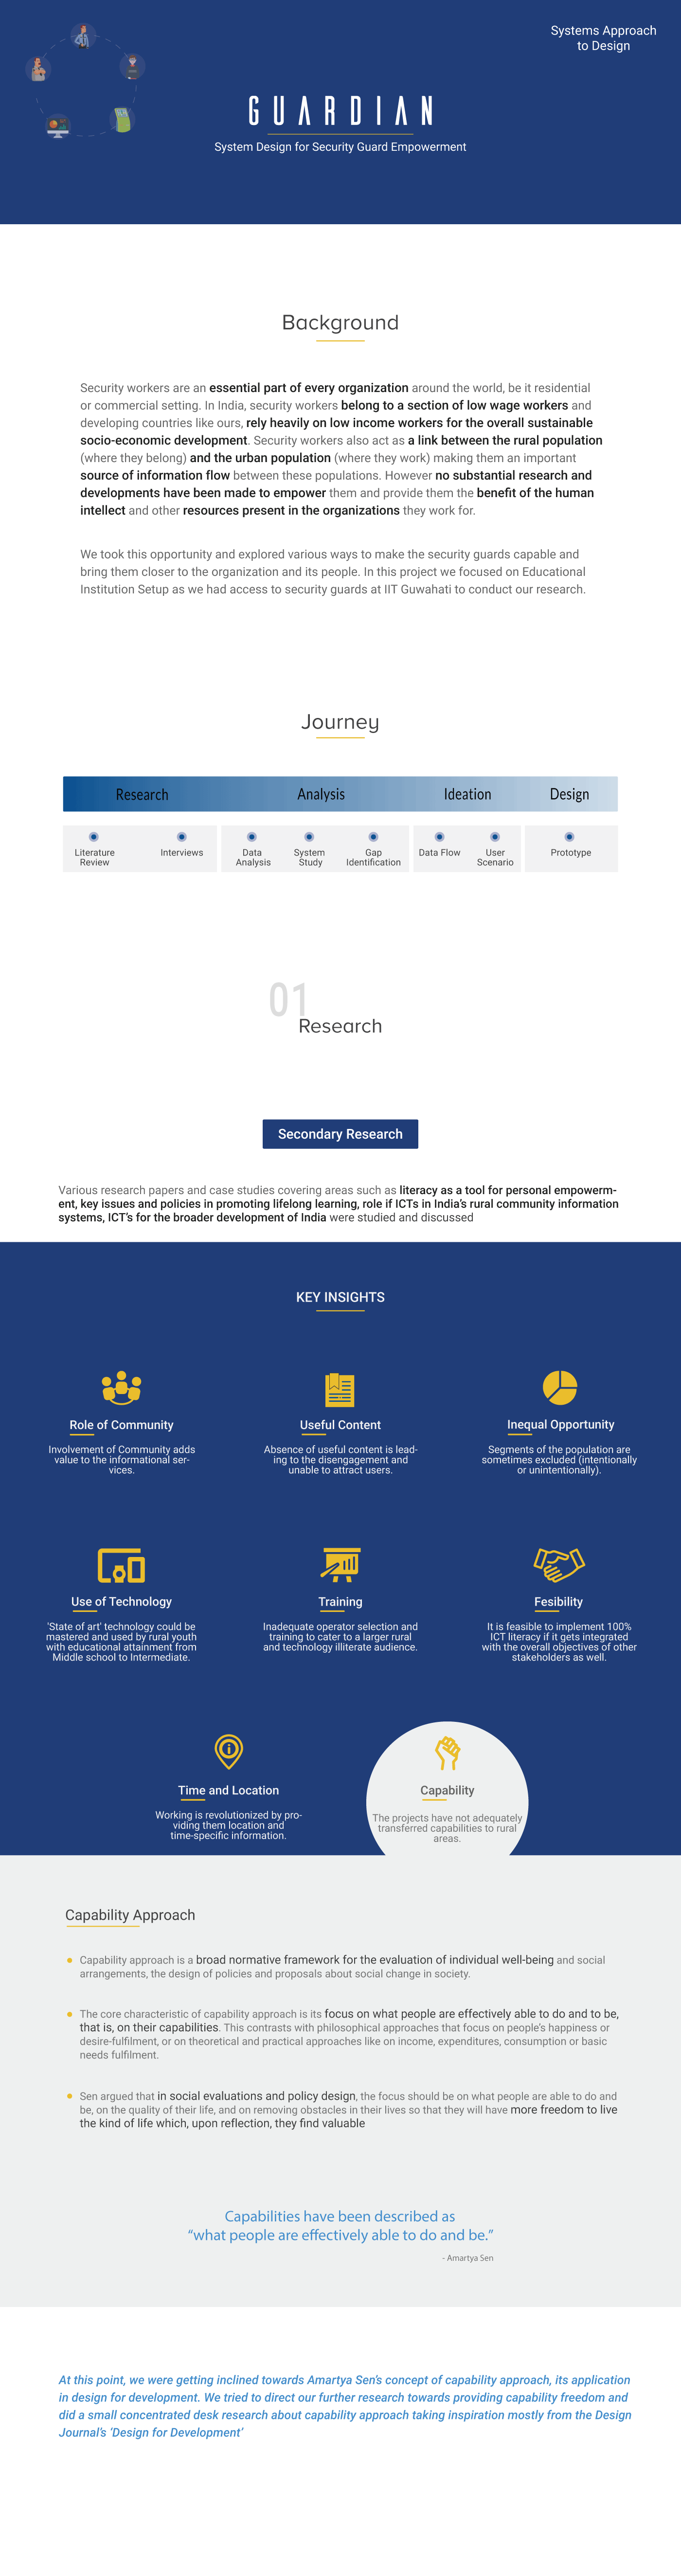 Systems Approach
to Design
GUARDIAN
System Design for Security Guard Empowerment
Background
Security workers are an essential part of every organization around the world, be it residential
or commercial setting. In India, security workers belong to a section of low wage workers and
developing countries like ours, rely heavily on low income workers for the overall sustainable
socio-economic development. Security workers also act as a link between the rural population
(where they belong) and the urban population (where they work) making them an important
source of information flow between these populations. However no substantial research and
developments have been made to empower them and provide them the benefit of the human
intellect and other resources present in the organizations they work for.
We took this opportunity and explored various ways to make the security guards capable and
bring them closer to the organization and its people. In this project we focused on Educational
Institution Setup as we had access to security guards at IIT Guwahati to conduct our research.
Journey
Research Analysis Ideation Design
Literature Interviews Data System Gap Data Flow User Prototype
Review Analysis Study Identification Scenario
01
Research
Secondary Research
Various research papers and case studies covering areas such as literacy as a tool for personal empowerm-
ent, key issues and policies in promoting lifelong learning, role if ICTs in India's rural community information
systems, ICT's for the broader development of India were studied and discussed
KEY INSIGHTS
Role of Community
Involvement of Community adds
value to the informational ser-
vices.
Useful Content
Absence of useful content is lead-
ing to the disengagement and
unable to attract users.
Inequal Opportunity
Segments of the population are
sometimes excluded (intentionally
or unintentionally).
Use of Technology
'State of art' technology could be
mastered and used by rural youth
with educational attainment from
Middle school to Intermediate.
Training
Inadequate operator selection and
training to cater to a larger rural
and technology illiterate audience.
Fesibility
It is feasible to implement 100%
ICT literacy if it gets integrated
with the overall objectives of other
stakeholders as well.
Time and Location
Working is revolutionized by pro-
viding them location and
time-specific information.
Capability
The projects have not adequately
transferred capabilities to rural
areas.
Capability Approach
Capability approach is a broad normative framework for the evaluation of individual well-being and social
arrangements, the design of policies and proposals about social change in society.
The core characteristic of capability approach is its focus on what people are effectively able to do and to be,
that is, on their capabilities. This contrasts with philosophical approaches that focus on people's happiness or
desire-fulfilment, or on theoretical and practical approaches like on income, expenditures, consumption or basic
needs fulfilment.
Sen argued that in social evaluations and policy design, the focus should be on what people are able to do and
be, on the quality of their life, and on removing obstacles in their lives so that they will have more freedom to live
the kind of life which, upon reflection, they find valuable
Capabilities have been described as
“what people are effectively able to do and be.”
- Amartya Sen
At this point, we were getting inclined towards Amartya Sen's concept of capability approach, its application
in design for development. We tried to direct our further research towards providing capability freedom and
did a small concentrated desk research about capability approach taking inspiration mostly from the Design
Journal's 'Design for Development'